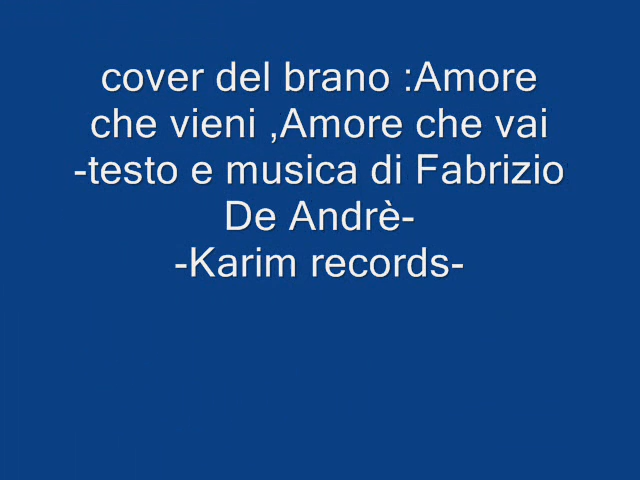 cover del brano :Amore
che vieni ,Amore che vai
-testo e musica di Fabrizio
De Andrè-
-Karim records-